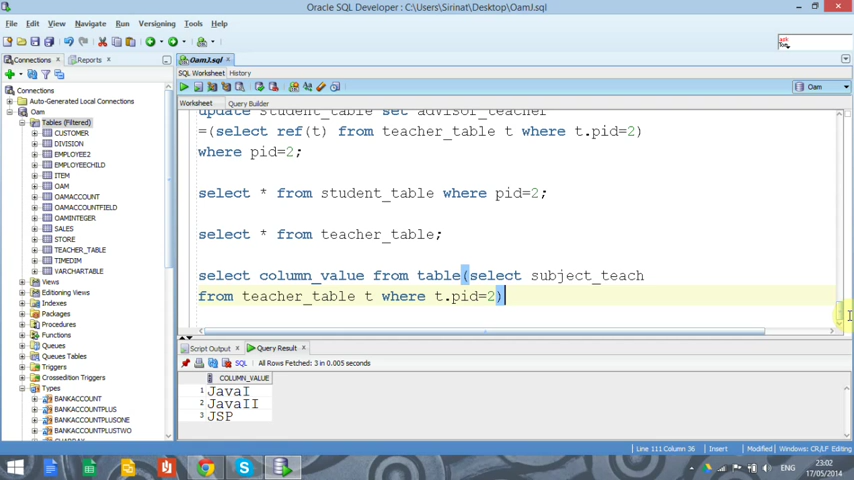 Oracle SQL Developer : C:\Users\Sirinat\Desktop\OamJ.sql
File Edit View Navigate Run Versioning Tools Help
Connections
Reports
OamJ.sql
SQL Worksheet History
Oam
Worksheet Query Builder
Connections
Auto-Generated Local Connections
Oam
Tables (Filtered)
CUSTOMER
DIVISION
EMPLOYEE2
EMPLOYEECHILD
ITEM
OAM
OAMACCOUNT
OAMACCOUNTFIELD
OAMINTEGER
SALES
STORE
TEACHER_TABLE
TIMEDIM
VARCHARTABLE
Views
Editioning Views
Indexes
Packages
Procedures
Functions
Queues
Queues Tables
Triggers
Crossedition Triggers
Types
BANKACCOUNT
BANKACCOUNTPLUS
BANKACCOUNTPLUSONE
BANKACCOUNTPLUSTWO
update student_table set advisor_teacher
=(select ref(t) from teacher_table t where t.pid=2)
where pid=2;
select * from student_table where pid=2;
select * from teacher_table;
select column_value from table(select subject_teach
from teacher_table t where t.pid=2)
Script Output Query Result
SQL All Rows Fetched: 3 in 0.005 seconds
COLUMN_VALUE
1 JavaI
2 JavaII
3 JSP
Line 111 Column 36 Insert Modified Windows: CR/LF Editing
ENG
23:02
17/05/2014